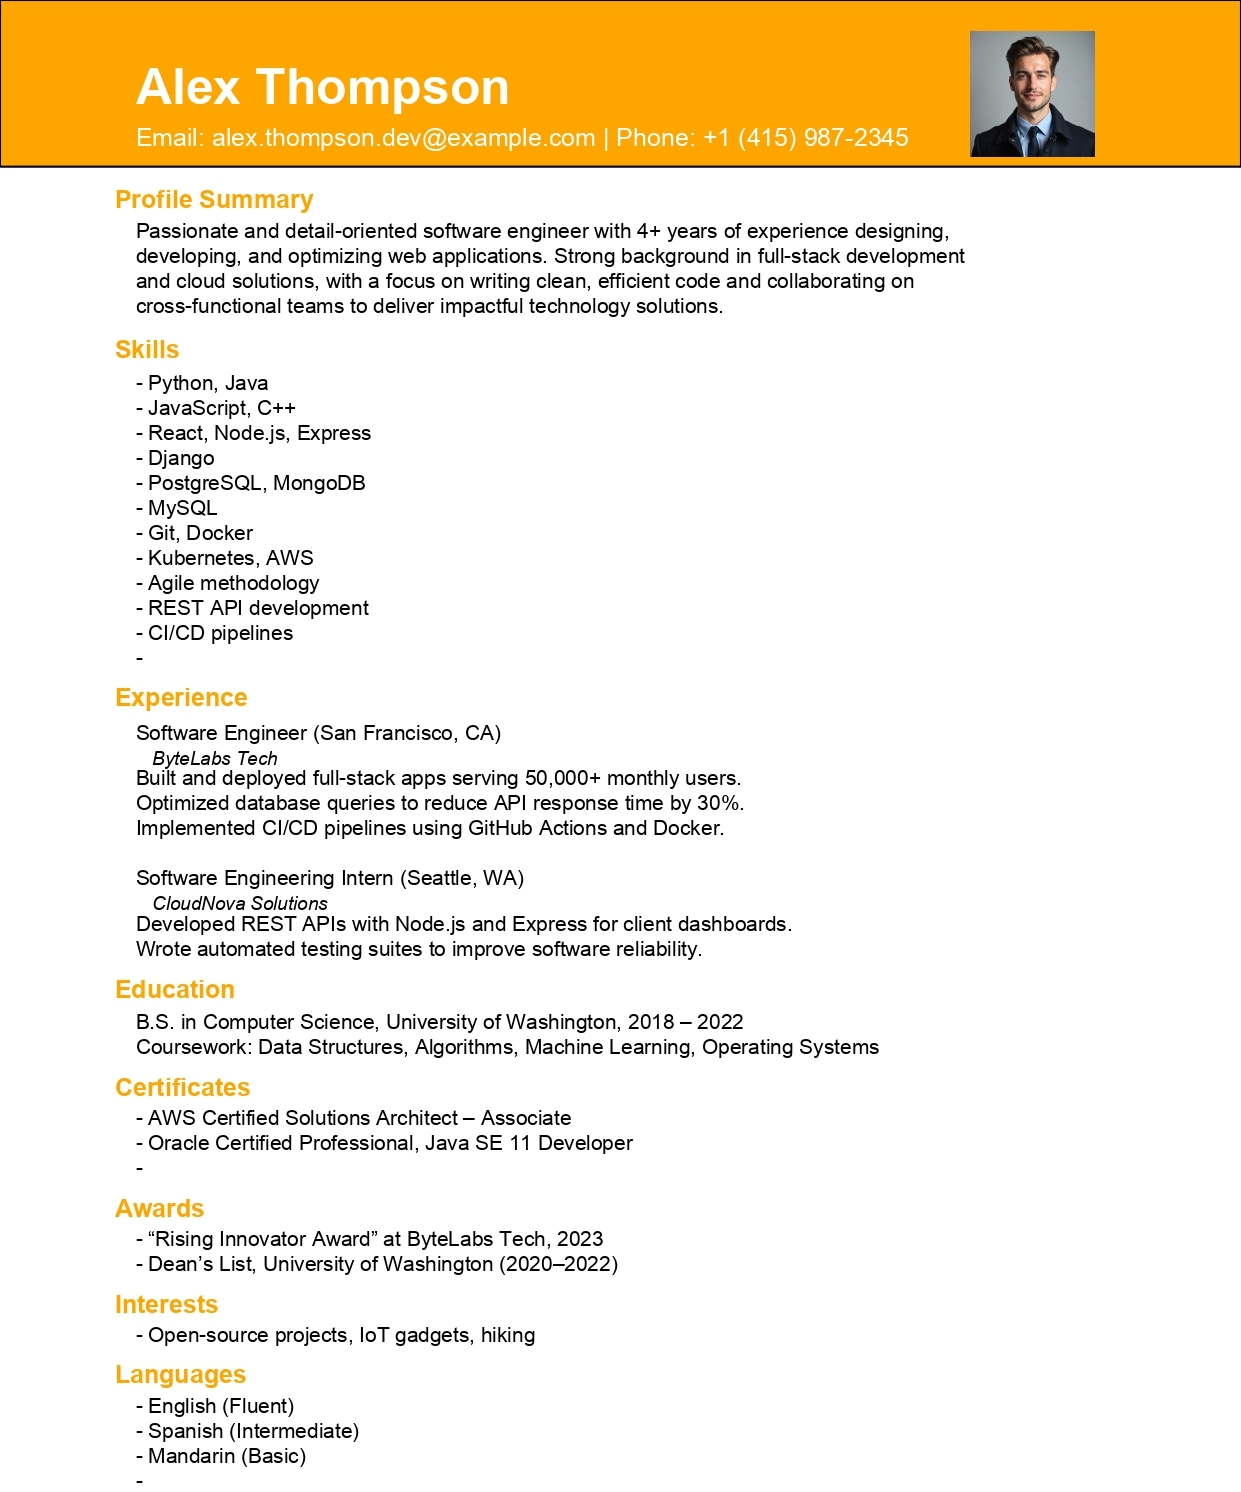 Alex Thompson
Email: alex.thompson.dev@example.com | Phone: +1 (415) 987-2345
Profile Summary
Passionate and detail-oriented software engineer with 4+ years of experience designing,
developing, and optimizing web applications. Strong background in full-stack development
and cloud solutions, with a focus on writing clean, efficient code and collaborating on
cross-functional teams to deliver impactful technology solutions.
Skills
- Python, Java
- JavaScript, C++
- React, Node.js, Express
- Django
- PostgreSQL, MongoDB
- MySQL
- Git, Docker
- Kubernetes, AWS
- Agile methodology
- REST API development
- CI/CD pipelines
-
Experience
Software Engineer (San Francisco, CA)
ByteLabs Tech
Built and deployed full-stack apps serving 50,000+ monthly users.
Optimized database queries to reduce API response time by 30%.
Implemented CI/CD pipelines using GitHub Actions and Docker.
Software Engineering Intern (Seattle, WA)
CloudNova Solutions
Developed REST APIs with Node.js and Express for client dashboards.
Wrote automated testing suites to improve software reliability.
Education
B.S. in Computer Science, University of Washington, 2018 – 2022
Coursework: Data Structures, Algorithms, Machine Learning, Operating Systems
Certificates
- AWS Certified Solutions Architect – Associate
- Oracle Certified Professional, Java SE 11 Developer
-
Awards
- “Rising Innovator Award” at ByteLabs Tech, 2023
- Dean’s List, University of Washington (2020–2022)
Interests
- Open-source projects, IoT gadgets, hiking
Languages
- English (Fluent)
- Spanish (Intermediate)
- Mandarin (Basic)
-